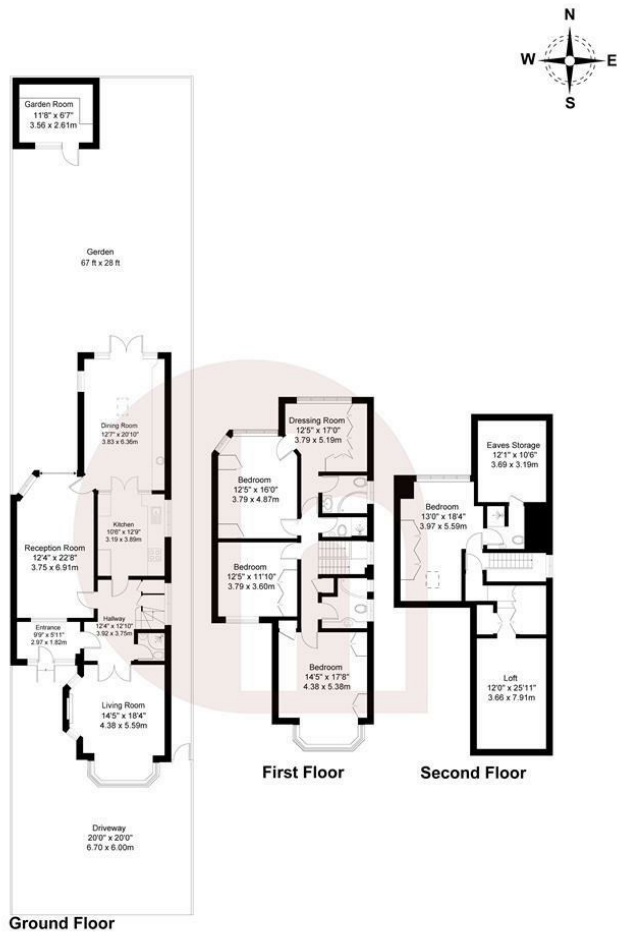 N
W E
S
Garden Room
11'8" x 6'7"
3.56 x 2.61m
Gerden
67 ft x 28 ft
Dining Room
12'7" x 20'10"
3.83 x 6.36m
Kitchen
10'6" x 12'9"
3.19 x 3.89m
Reception Room
12'4" x 22'8"
3.75 x 6.91m
Hallway
12'4" x 12'10"
3.92 x 3.75m
Entrance
9'9" x 5'11"
2.97 x 1.82m
Living Room
14'5" x 18'4"
4.38 x 5.59m
Driveway
20'0" x 20'0"
6.70 x 6.00m
Ground Floor
Dressing Room
12'5" x 17'0"
3.79 x 5.19m
Bedroom
12'5" x 16'0"
3.79 x 4.87m
Bedroom
12'5" x 11'10"
3.79 x 3.60m
Bedroom
14'5" x 17'8"
4.38 x 5.38m
First Floor
Eaves Storage
12'1" x 10'6"
3.69 x 3.19m
Bedroom
13'0" x 18'4"
3.97 x 5.59m
Loft
12'0" x 25'11"
3.66 x 7.91m
Second Floor